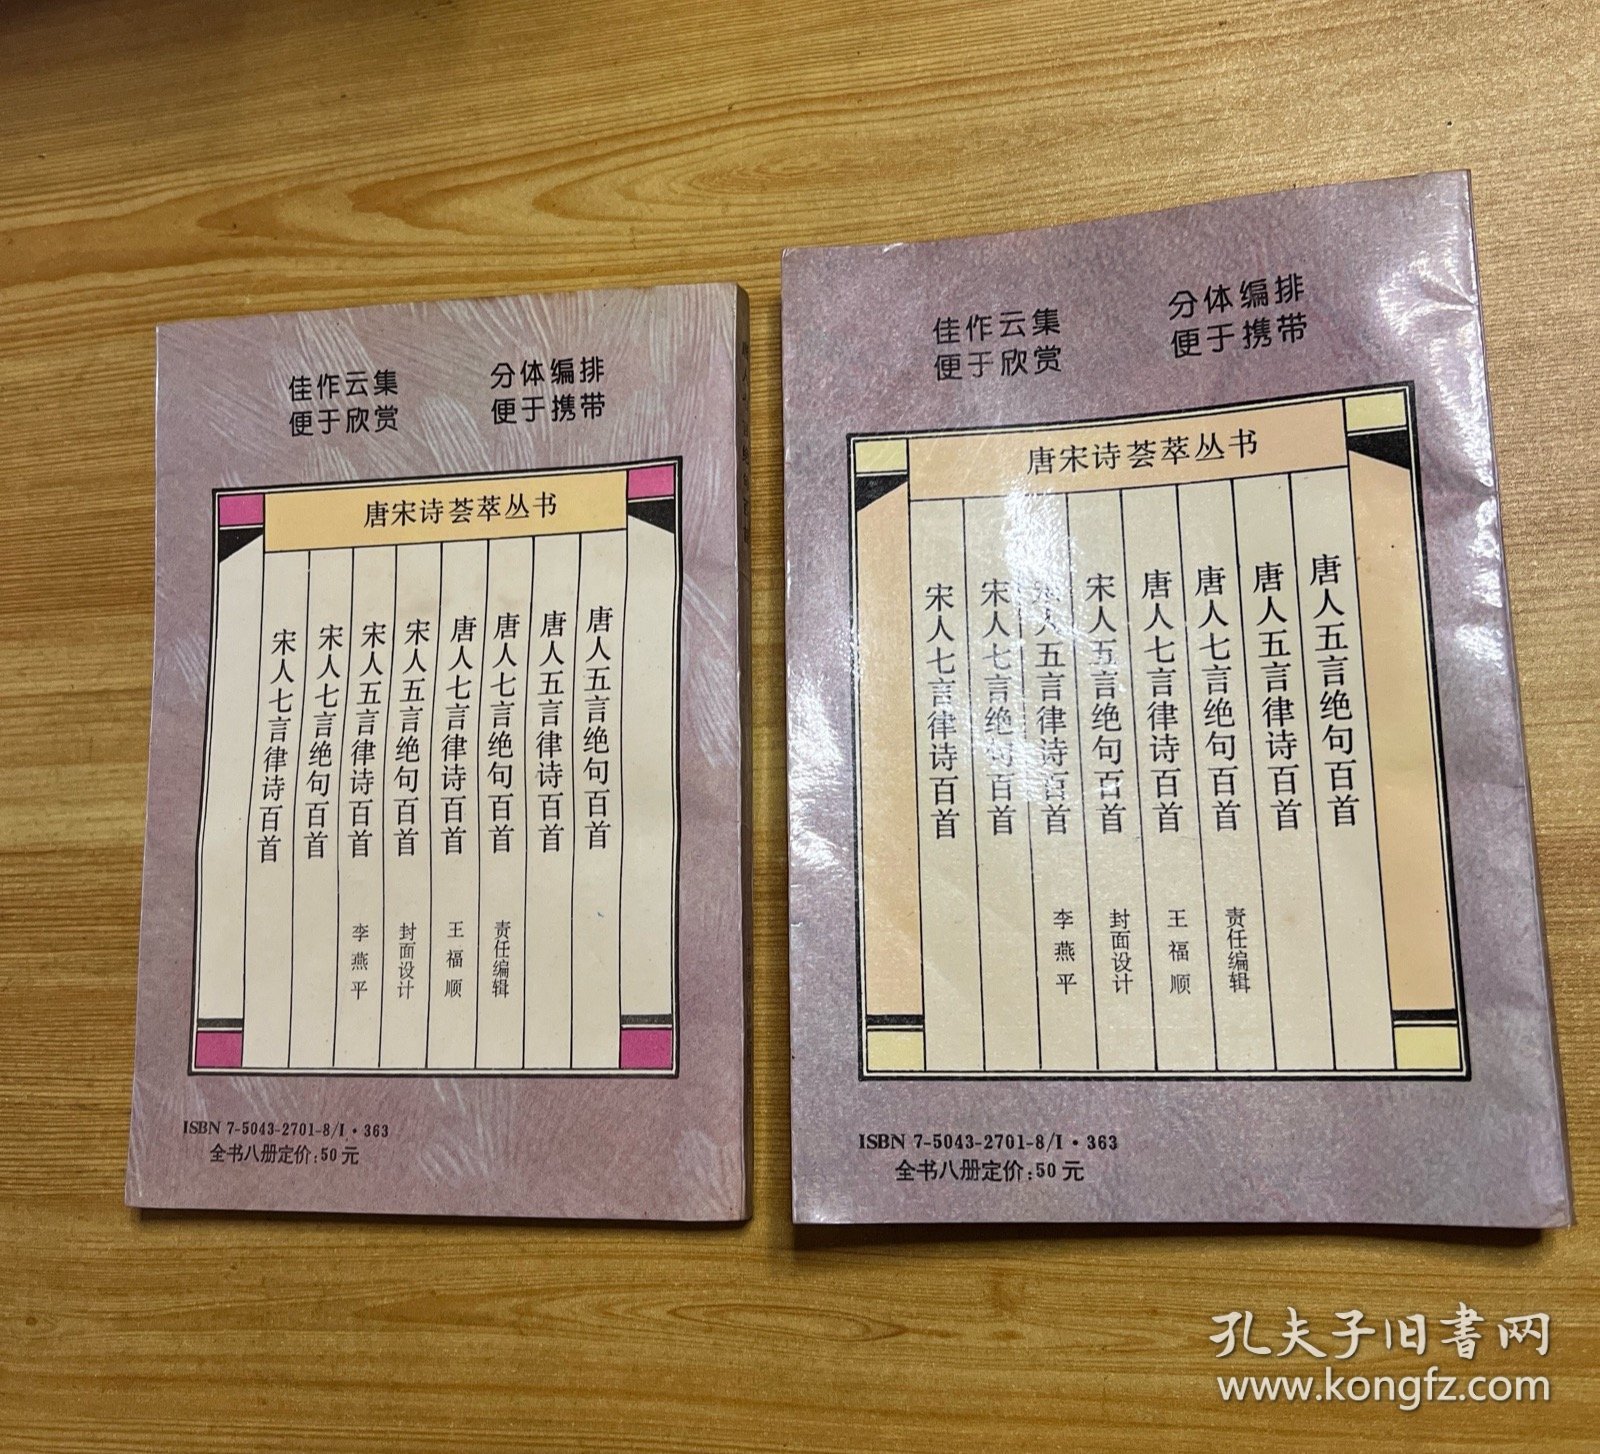 佳作云集
便于欣赏
分体编排
便于携带
唐宋诗荟萃丛书
唐人五言绝句百首
唐人五言律诗百首
唐人七言绝句百首
唐人七言律诗百首
宋人五言绝句百首
宋人五言律诗百首
宋人七言绝句百首
宋人七言律诗百首
责任编辑
王福顺
封面设计
李燕平
ISBN 7-5043-2701-8/I·363
全书八册定价:50元
佳作云集
便于欣赏
分体编排
便于携带
唐宋诗荟萃丛书
唐人五言绝句百首
唐人五言律诗百首
唐人七言绝句百首
唐人七言律诗百首
宋人五言绝句百首
宋人五言律诗百首
宋人七言绝句百首
宋人七言律诗百首
责任编辑
王福顺
封面设计
李燕平
ISBN 7-5043-2701-8/I·363
全书八册定价:50元
孔夫子旧書网
www.kongfz.com